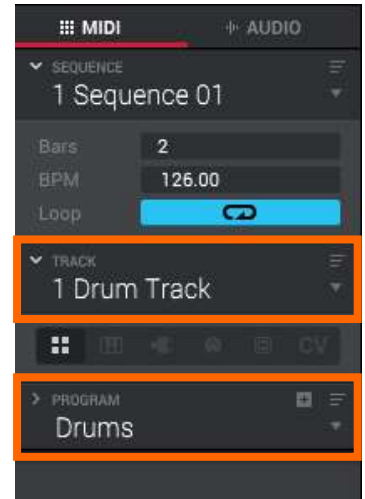 MIDI AUDIO
SEQUENCE
1 Sequence 01
Bars 2
BPM 126.00
Loop
TRACK
1 Drum Track
CV
PROGRAM
Drums